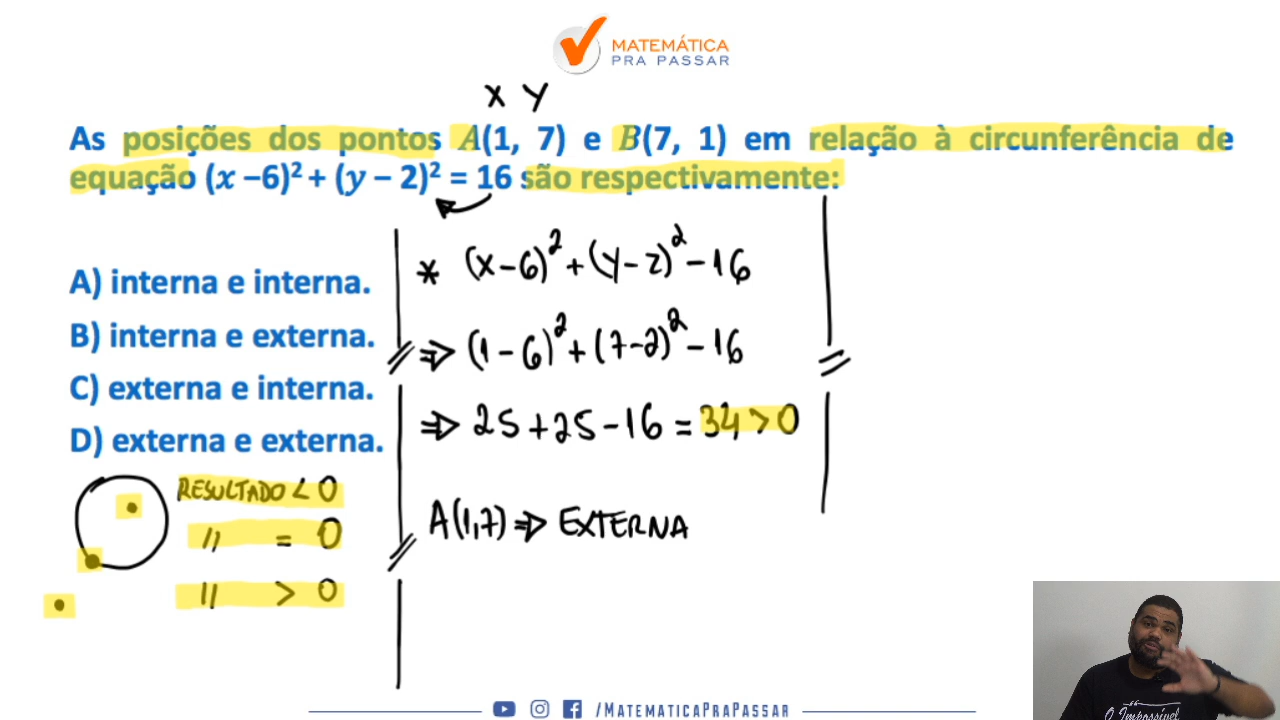 MATEMÁTICA
PRA PASSAR
X Y
As posições dos pontos A(1, 7) e B(7, 1) em relação à circunferência de
equação (x –6)² + (y – 2)² = 16 são respectivamente:
A) interna e interna.
B) interna e externa.
C) externa e interna.
D) externa e externa.
RESULTADO < 0
〃 = 0
〃 > 0
* (x-6)² + (y-2)² - 16
⇒ (1-6)² + (7-2)² - 16
⇒ 25+25-16 = 34 > 0
A(1,7) ⇒ EXTERNA
O Impossível
/MATEMATICAPRAPASSAR